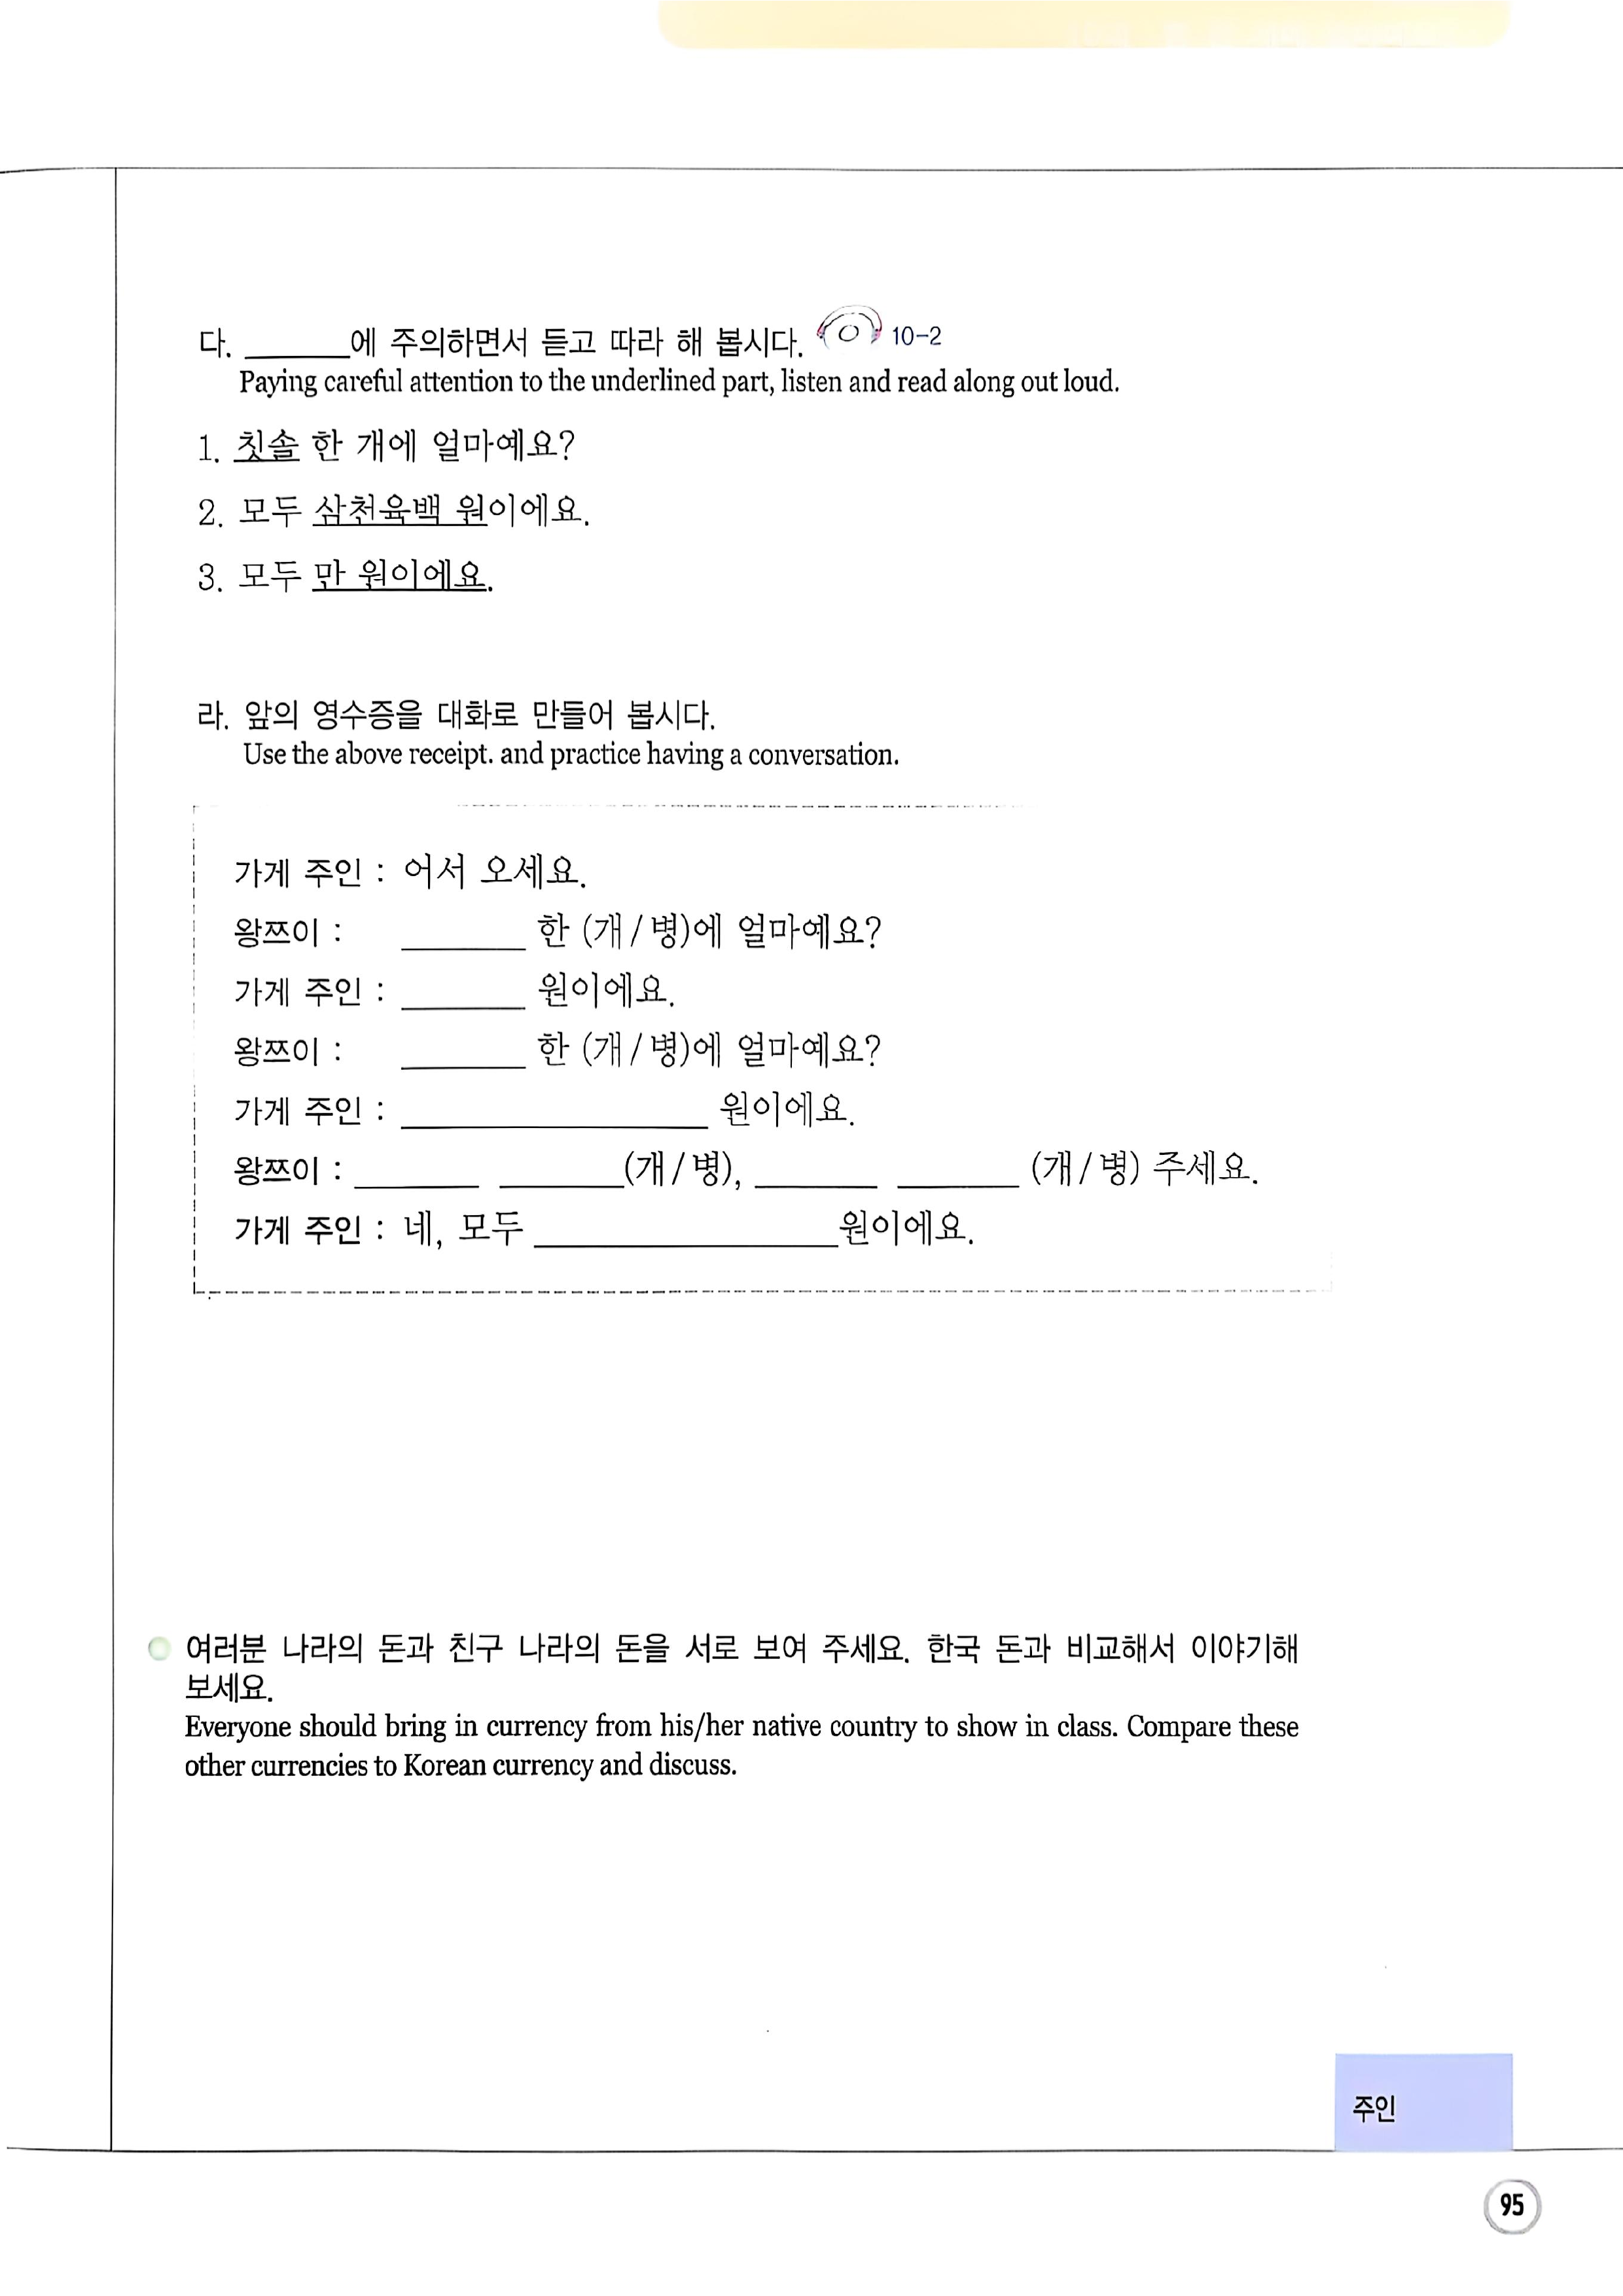 다. ______에 주의하면서 듣고 따라 해 봅시다. 10-2
Paying careful attention to the underlined part, listen and read along out loud.
1. 칫솔 한 개에 얼마예요?
2. 모두 삼천육백 원이에요.
3. 모두 만 원이에요.
라. 앞의 영수증을 대화로 만들어 봅시다.
Use the above receipt. and practice having a conversation.
가게 주인 : 어서 오세요.
왕쯔이 : ______ 한 (개/병)에 얼마예요?
가게 주인 : ______ 원이에요.
왕쯔이 : ______ 한 (개/병)에 얼마예요?
가게 주인 : ______________ 원이에요.
왕쯔이 : ______ ______(개/병), ______ ______ (개/병) 주세요.
가게 주인 : 네, 모두 ______________원이에요.
여러분 나라의 돈과 친구 나라의 돈을 서로 보여 주세요. 한국 돈과 비교해서 이야기해
보세요.
Everyone should bring in currency from his/her native country to show in class. Compare these
other currencies to Korean currency and discuss.
주인
95